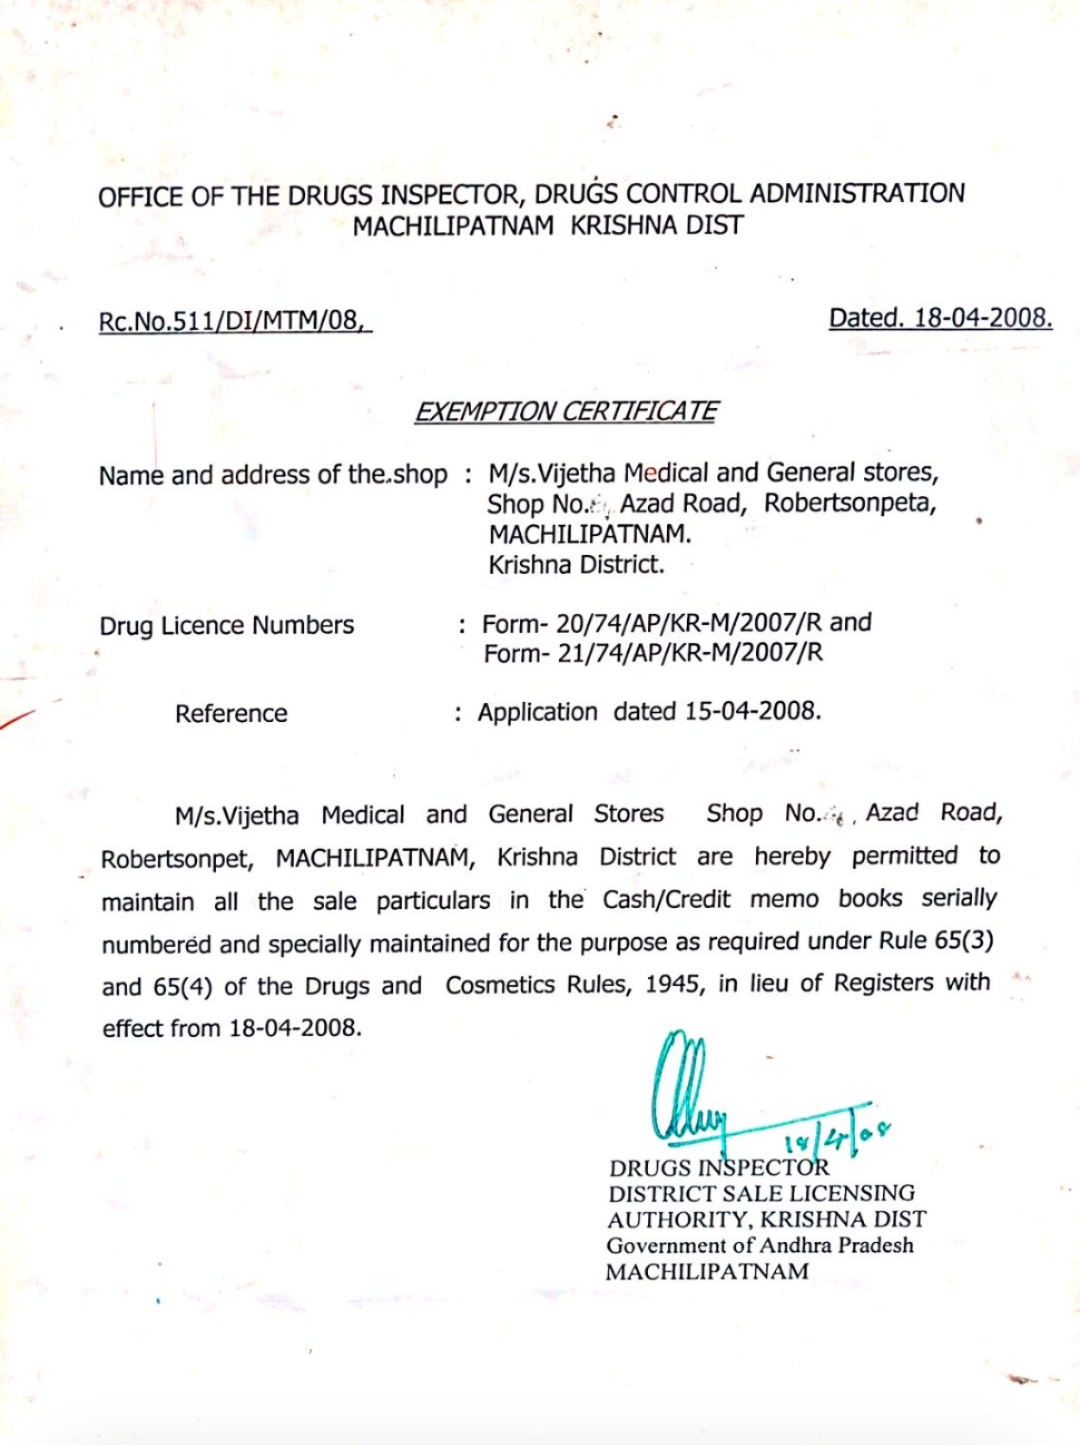 OFFICE OF THE DRUGS INSPECTOR, DRUGS CONTROL ADMINISTRATION
MACHILIPATNAM KRISHNA DIST
Rc.No.511/DI/MTM/08,
Dated. 18-04-2008.
EXEMPTION CERTIFICATE
Name and address of the shop : M/s.Vijetha Medical and General stores,
Shop No. , Azad Road, Robertsonpeta,
MACHILIPATNAM.
Krishna District.
Drug Licence Numbers : Form- 20/74/AP/KR-M/2007/R and
Form- 21/74/AP/KR-M/2007/R
Reference : Application dated 15-04-2008.
M/s.Vijetha Medical and General Stores Shop No. , Azad Road,
Robertsonpet, MACHILIPATNAM, Krishna District are hereby permitted to
maintain all the sale particulars in the Cash/Credit memo books serially
numbered and specially maintained for the purpose as required under Rule 65(3)
and 65(4) of the Drugs and Cosmetics Rules, 1945, in lieu of Registers with
effect from 18-04-2008.
18/4/08
DRUGS INSPECTOR
DISTRICT SALE LICENSING
AUTHORITY, KRISHNA DIST
Government of Andhra Pradesh
MACHILIPATNAM